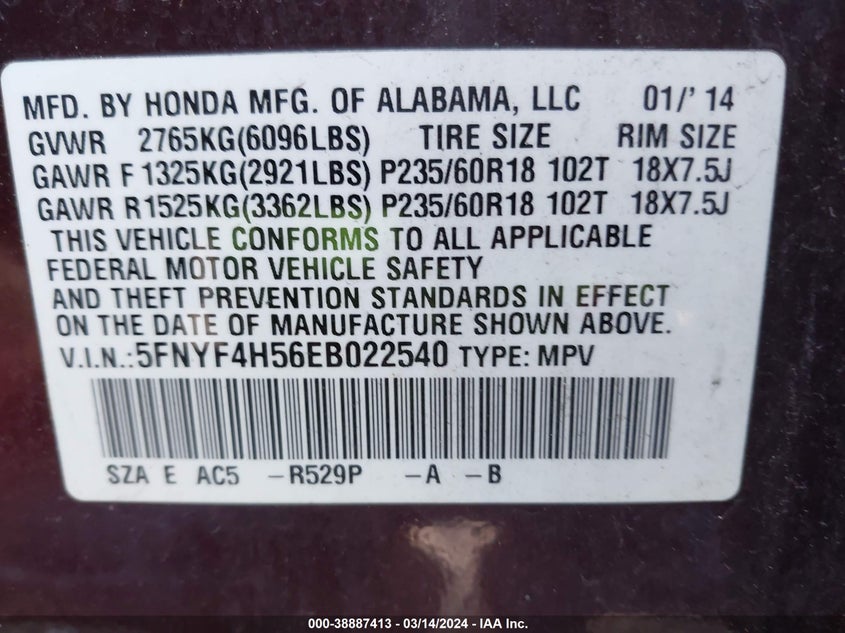 MFD. BY HONDA MFG. OF ALABAMA, LLC 01/' 14
GVWR 2765KG(6096LBS) TIRE SIZE RIM SIZE
GAWR F 1325KG(2921LBS) P235/60R18 102T 18X7.5J
GAWR R1525KG(3362LBS) P235/60R18 102T 18X7.5J
THIS VEHICLE CONFORMS TO ALL APPLICABLE
FEDERAL MOTOR VEHICLE SAFETY
AND THEFT PREVENTION STANDARDS IN EFFECT
ON THE DATE OF MANUFACTURE SHOWN ABOVE.
V.I.N.:5FNYF4H56EB022540 TYPE: MPV
SZA E AC5 -R529P -A -B
000-38887413 - 03/14/2024 - IAA Inc.